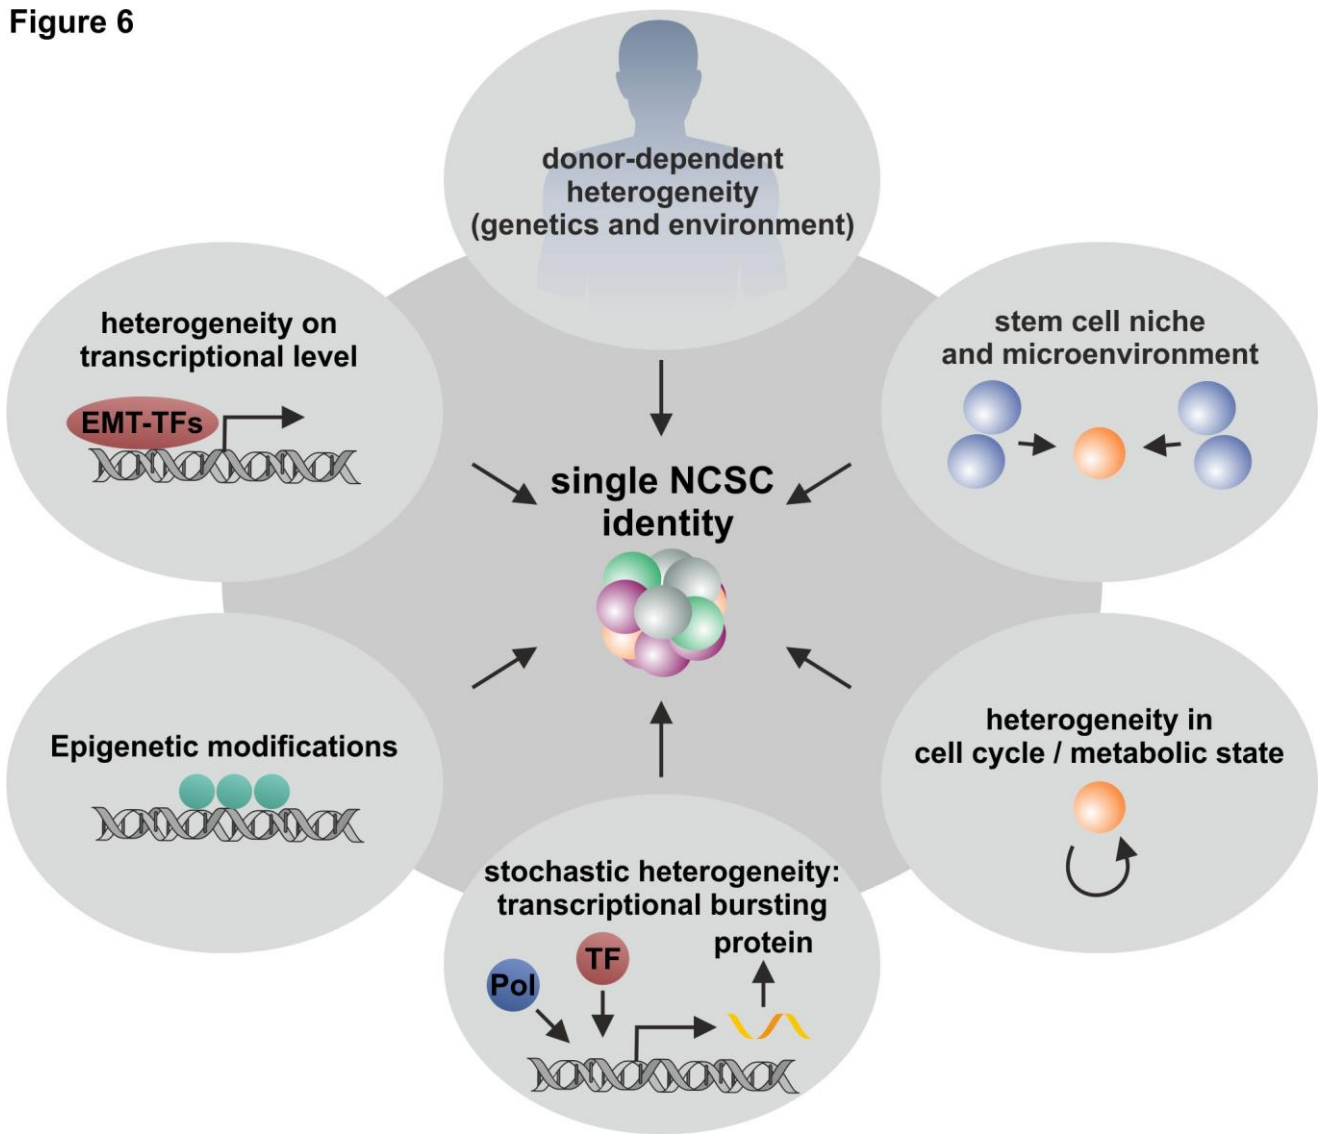 Figure 6
donor-dependent
heterogeneity
(genetics and environment)
heterogeneity on
transcriptional level
EMT-TFs
stem cell niche
and microenvironment
single NCSC
identity
Epigenetic modifications
heterogeneity in
cell cycle / metabolic state
stochastic heterogeneity:
transcriptional bursting
protein
TF
Pol